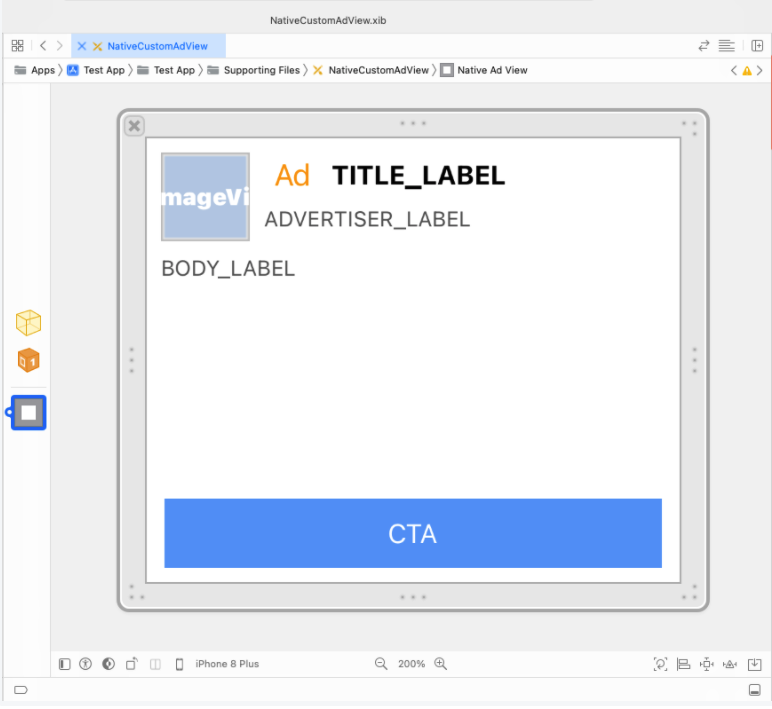 NativeCustomAdView.xib
NativeCustomAdView
Apps 〉 Test App 〉 Test App 〉 Supporting Files 〉 NativeCustomAdView 〉 Native Ad View
mageVi
Ad TITLE_LABEL
ADVERTISER_LABEL
BODY_LABEL
CTA
iPhone 8 Plus 200%